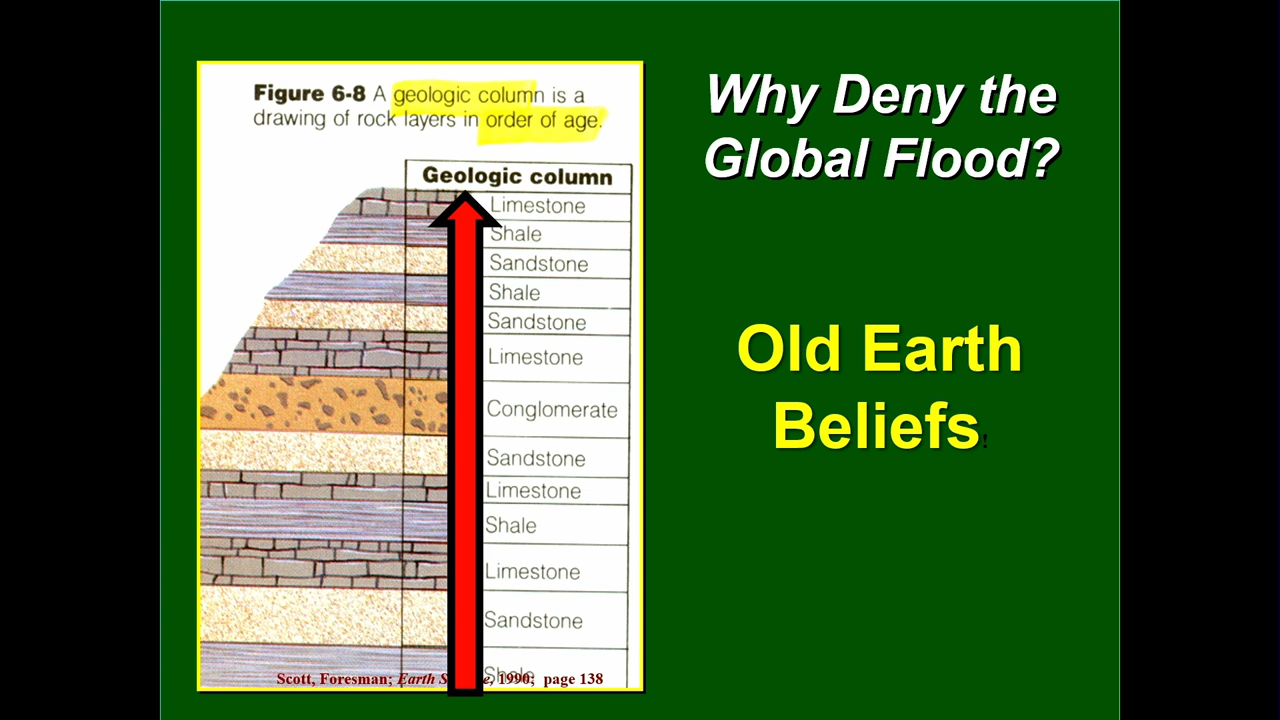 Figure 6-8 A geologic column is a
drawing of rock layers in order of age.
Geologic column
Limestone
Shale
Sandstone
Shale
Sandstone
Limestone
Conglomerate
Sandstone
Limestone
Shale
Limestone
Sandstone
Shale
Scott, Foresman; Earth 1990; page 138
Why Deny the
Global Flood?
Old Earth
Beliefs!